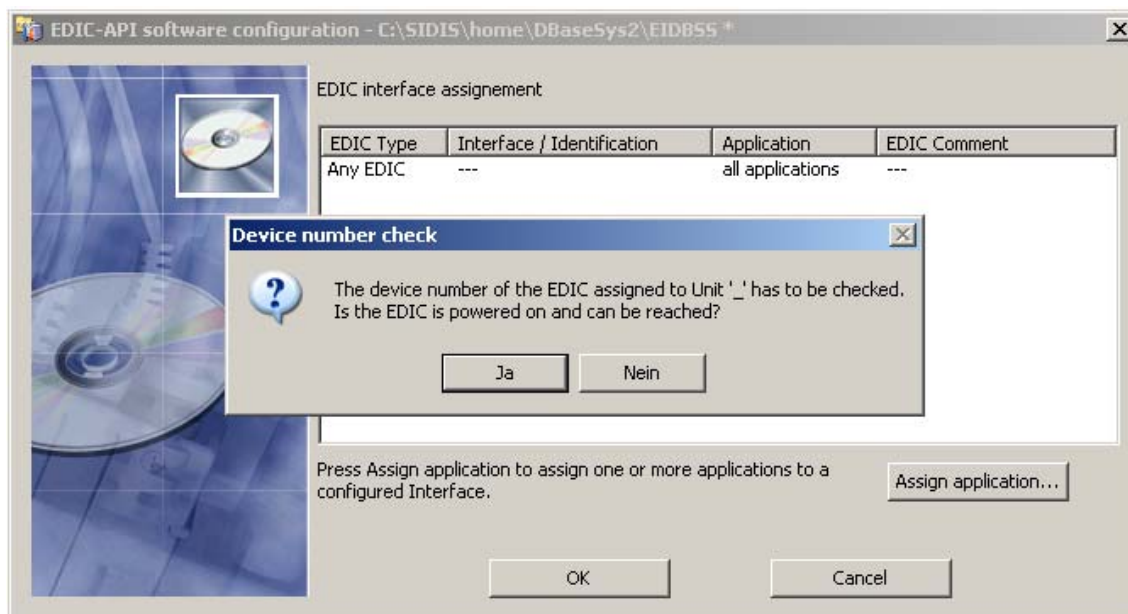 EDIC-API software configuration - C:\SIDIS\home\DBaseSys2\EIDBSS *
EDIC interface assignement
EDIC Type Interface / Identification Application EDIC Comment
Any EDIC --- all applications ---
Device number check
The device number of the EDIC assigned to Unit '_' has to be checked.
Is the EDIC is powered on and can be reached?
Ja Nein
Press Assign application to assign one or more applications to a
configured Interface.
Assign application...
OK Cancel